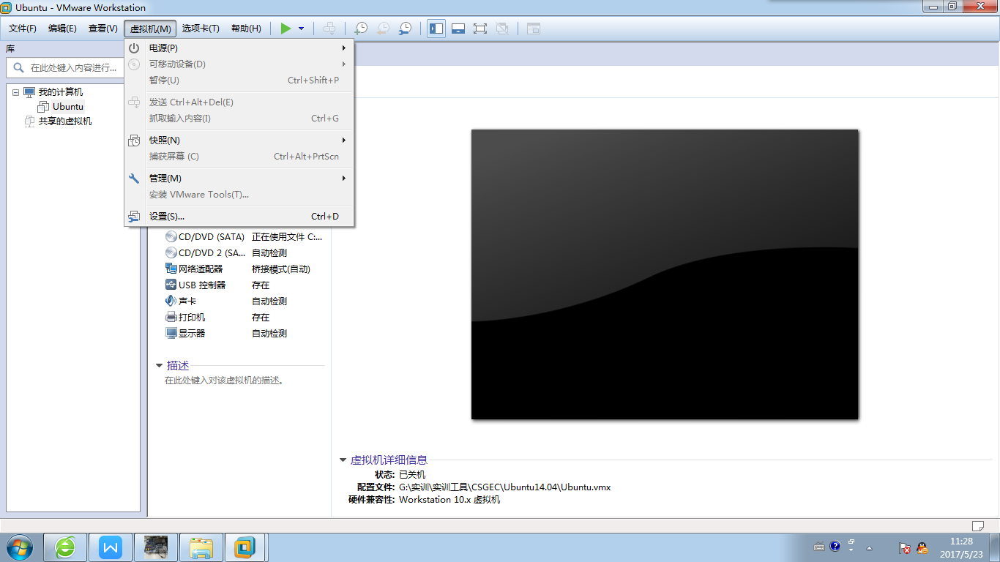 Ubuntu - VMware Workstation
文件(F) 编辑(E) 查看(V) 虚拟机(M) 选项卡(T) 帮助(H)
库
在此处键入内容进行...
我的计算机
Ubuntu
共享的虚拟机
电源(P)
可移动设备(D)
暂停(U) Ctrl+Shift+P
发送 Ctrl+Alt+Del(E)
抓取输入内容(I) Ctrl+G
快照(N)
捕获屏幕 (C) Ctrl+Alt+PrtScn
管理(M)
安装 VMware Tools(T)...
设置(S)... Ctrl+D
CD/DVD (SATA) 正在使用文件 C:...
CD/DVD 2 (SA... 自动检测
网络适配器 桥接模式(自动)
USB 控制器 存在
声卡 自动检测
打印机 存在
显示器 自动检测
描述
在此处键入对该虚拟机的描述。
虚拟机详细信息
状态: 已关机
配置文件: G:\实训\实训工具\CSGEC\Ubuntu14.04\Ubuntu.vmx
硬件兼容性: Workstation 10.x 虚拟机
11:28
2017/5/23